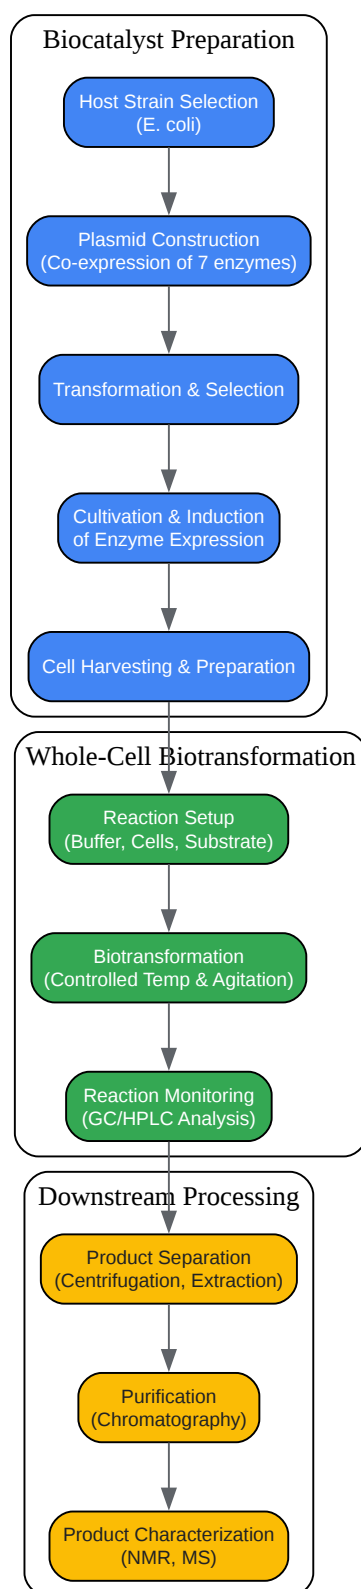 Biocatalyst Preparation
Host Strain Selection
(E. coli)
Plasmid Construction
(Co-expression of 7 enzymes)
Transformation & Selection
Cultivation & Induction
of Enzyme Expression
Cell Harvesting & Preparation
Whole-Cell Biotransformation
Reaction Setup
(Buffer, Cells, Substrate)
Biotransformation
(Controlled Temp & Agitation)
Reaction Monitoring
(GC/HPLC Analysis)
Downstream Processing
Product Separation
(Centrifugation, Extraction)
Purification
(Chromatography)
Product Characterization
(NMR, MS)